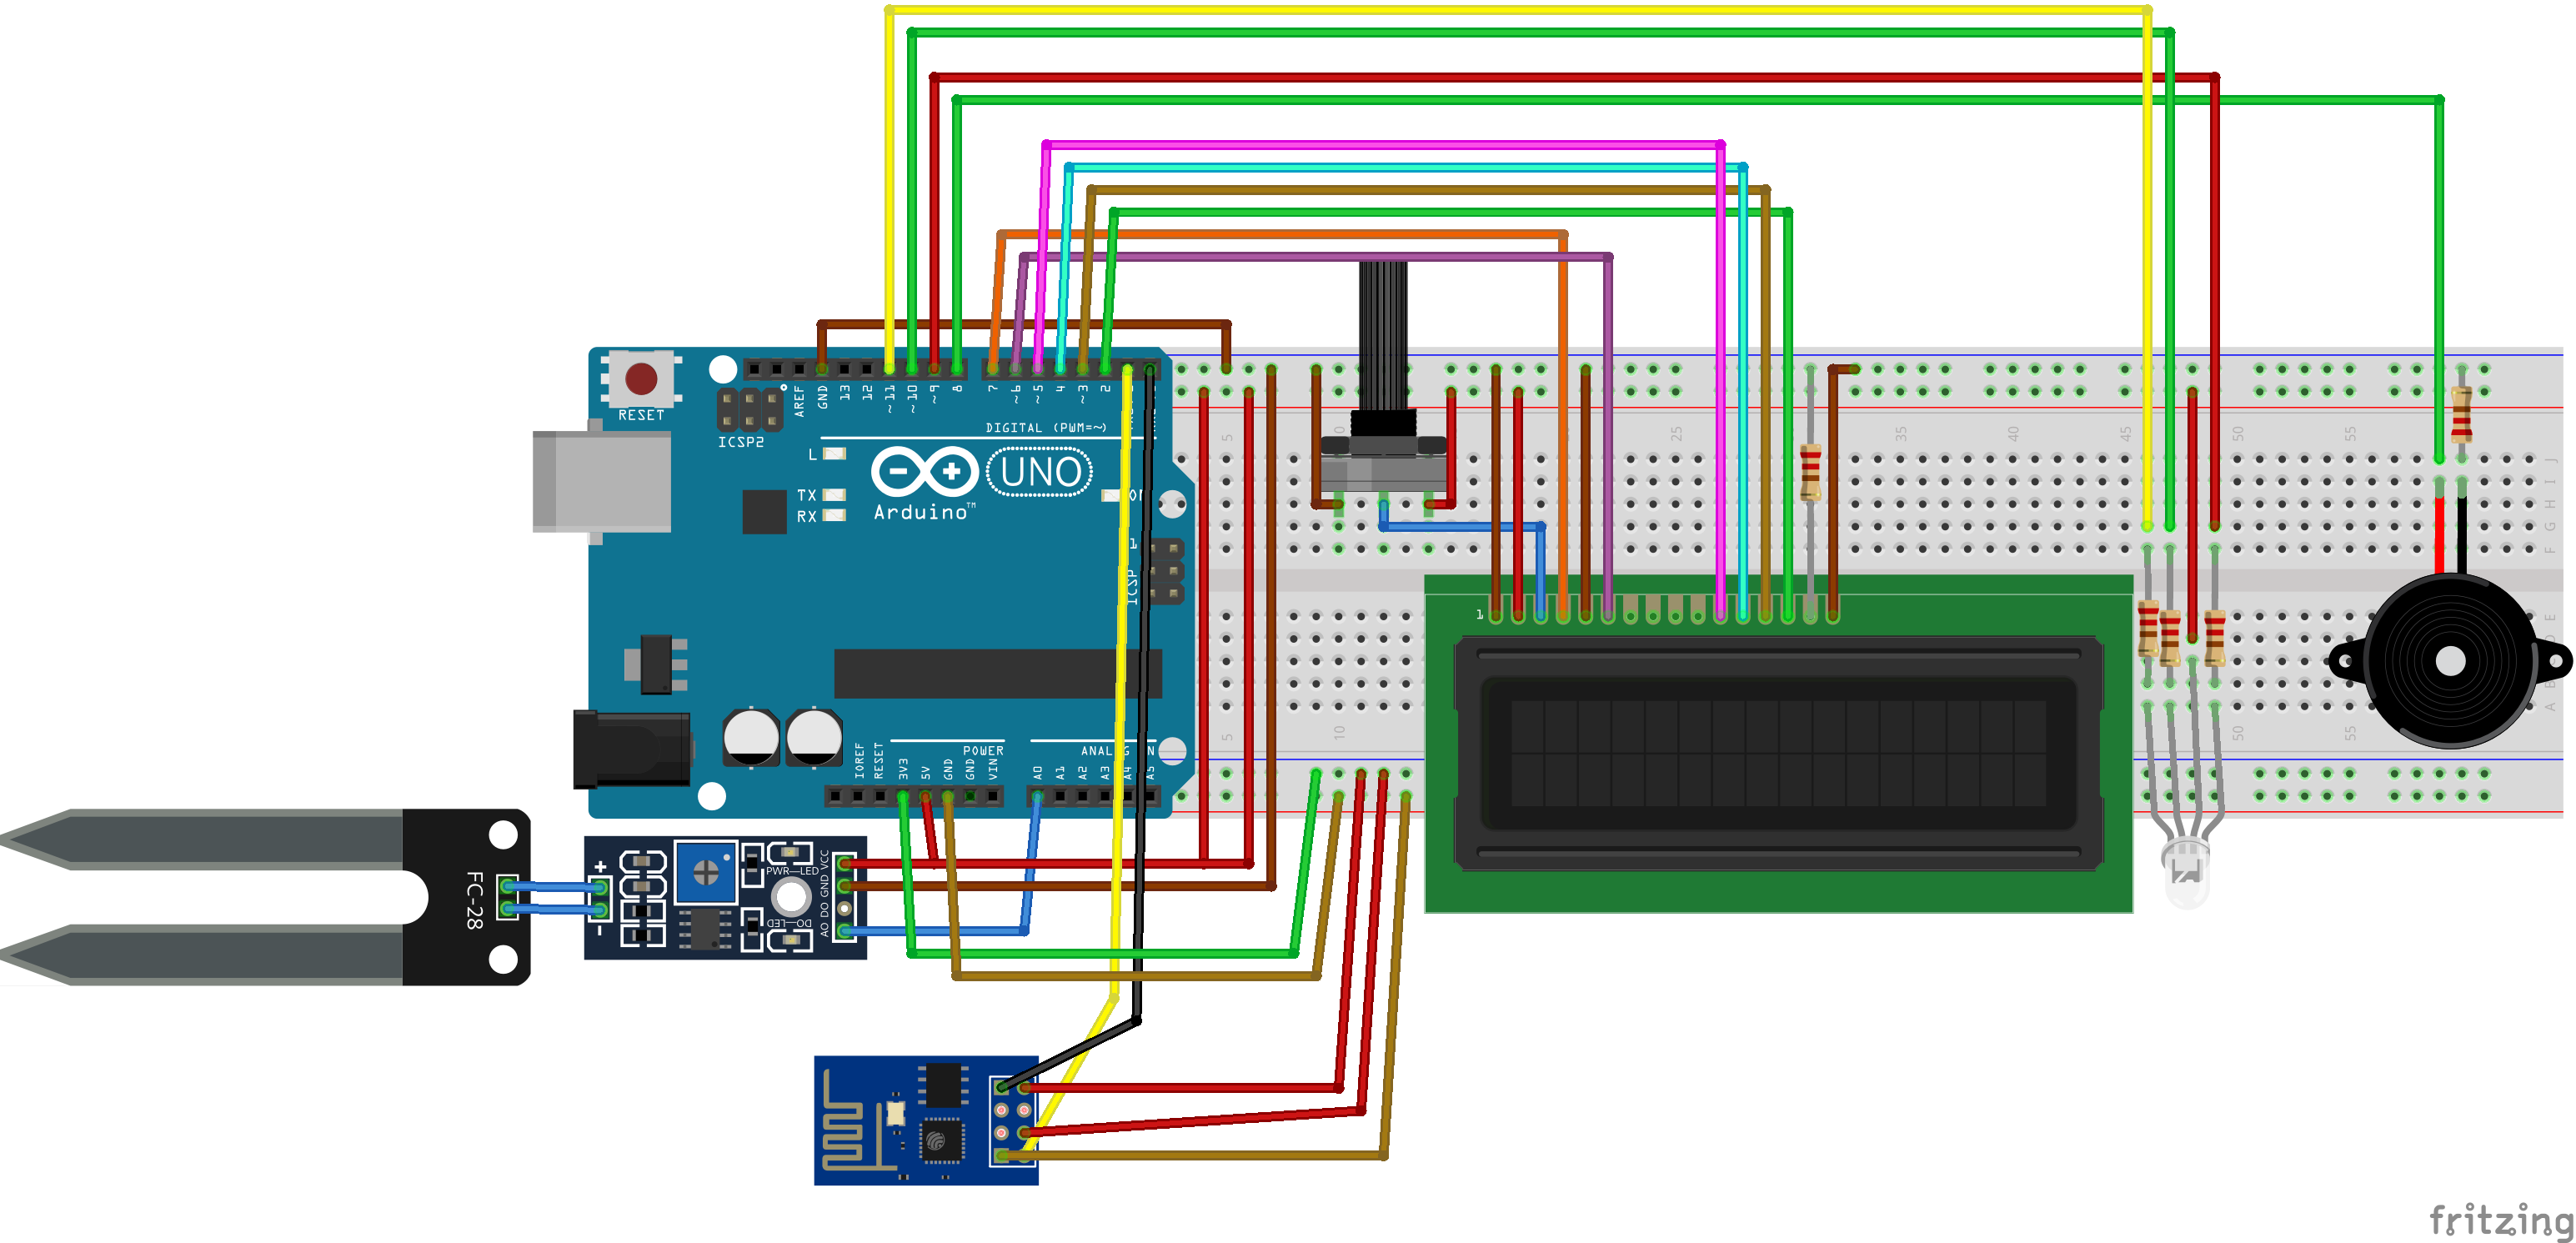 RESET
ICSP2
AREF
GND
13
12
~11
~10
~9
8
7
~6
~5
4
~3
2
DIGITAL (PWM=~)
L
TX
RX
UNO
Arduino™
1
ICSP
IOREF
RESET
3V3
5V
GND
GND
VIN
POWER
A0
A1
A2
A3
A4
A5
5
25
35
40
45
50
55
J
I
H
G
F
E
A
5
10
50
55
1
FC-28
+
-
PWR—LED
DO—LED
VCC
GND
DO
AO
fritzing